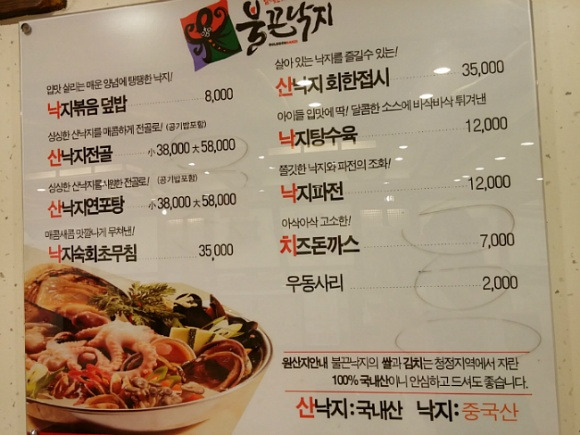 불끈낙지
입맛 살리는 매운 양념에 탱탱한 낙지!
낙지볶음 덮밥 8,000
싱싱한 산낙지를 매콤하게 전골로! (공기밥포함)
산낙지전골 小 38,000 大 58,000
싱싱한 산낙지를 시원한 전골로! (공기밥포함)
산낙지연포탕 小 38,000 大 58,000
매콤새콤 맛깔나게 무쳐낸!
낙지숙회초무침 35,000
살아 있는 낙지를 즐길수 있는!
산낙지 회한접시 35,000
아이들 입맛에 딱! 달콤한 소스에 바삭바삭 튀겨낸
낙지탕수육 12,000
쫄깃한 낙지와 파전의 조화!
낙지파전 12,000
아삭아삭 고소한!
치즈돈까스 7,000
우동사리 2,000
원산지안내 불끈낙지의 쌀과 김치는 청정지역에서 자란
100% 국내산이니 안심하고 드셔도 좋습니다.
산낙지:국내산 낙지:중국산